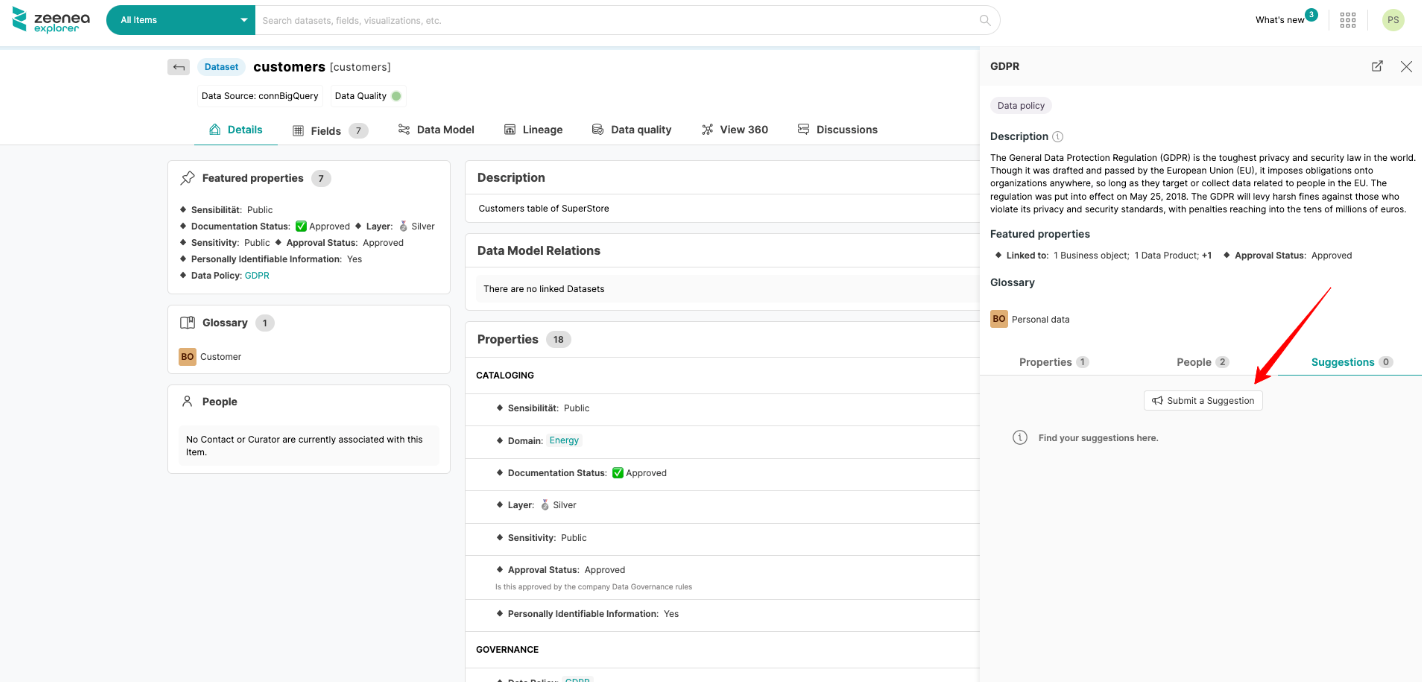 zeenea
explorer
All Items
Search datasets, fields, visualizations, etc.
What's new 3
PS
Dataset customers [customers]
Data Source: connBigQuery Data Quality
Details Fields 7 Data Model Lineage Data quality View 360 Discussions
Featured properties 7
Sensibilität: Public
Documentation Status: ✅ Approved Layer: 🥈 Silver
Sensitivity: Public Approval Status: Approved
Personally Identifiable Information: Yes
Data Policy: GDPR
Glossary 1
BO Customer
People
No Contact or Curator are currently associated with this
Item.
Description
Customers table of SuperStore
Data Model Relations
There are no linked Datasets
Properties 18
CATALOGING
Sensibilität: Public
Domain: Energy
Documentation Status: ✅ Approved
Layer: 🥈 Silver
Sensitivity: Public
Approval Status: Approved
Is this approved by the company Data Governance rules
Personally Identifiable Information: Yes
GOVERNANCE
Data Policy: GDPR
GDPR
Data policy
Description
The General Data Protection Regulation (GDPR) is the toughest privacy and security law in the world.
Though it was drafted and passed by the European Union (EU), it imposes obligations onto
organizations anywhere, so long as they target or collect data related to people in the EU. The
regulation was put into effect on May 25, 2018. The GDPR will levy harsh fines against those who
violate its privacy and security standards, with penalties reaching into the tens of millions of euros.
Featured properties
Linked to: 1 Business object; 1 Data Product; +1 Approval Status: Approved
Glossary
BO Personal data
Properties 1 People 2 Suggestions 0
Submit a Suggestion
Find your suggestions here.